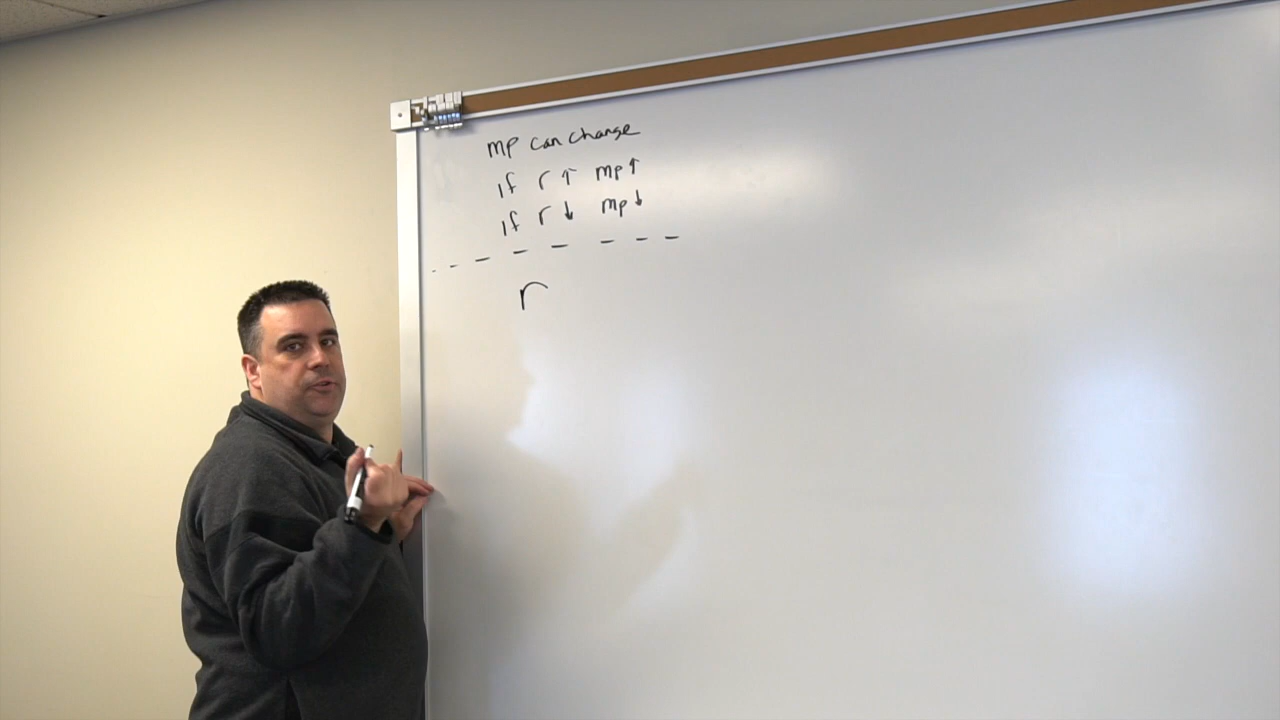 mp can change
If r ↑ mp ↑
If r ↓ mp ↓
r